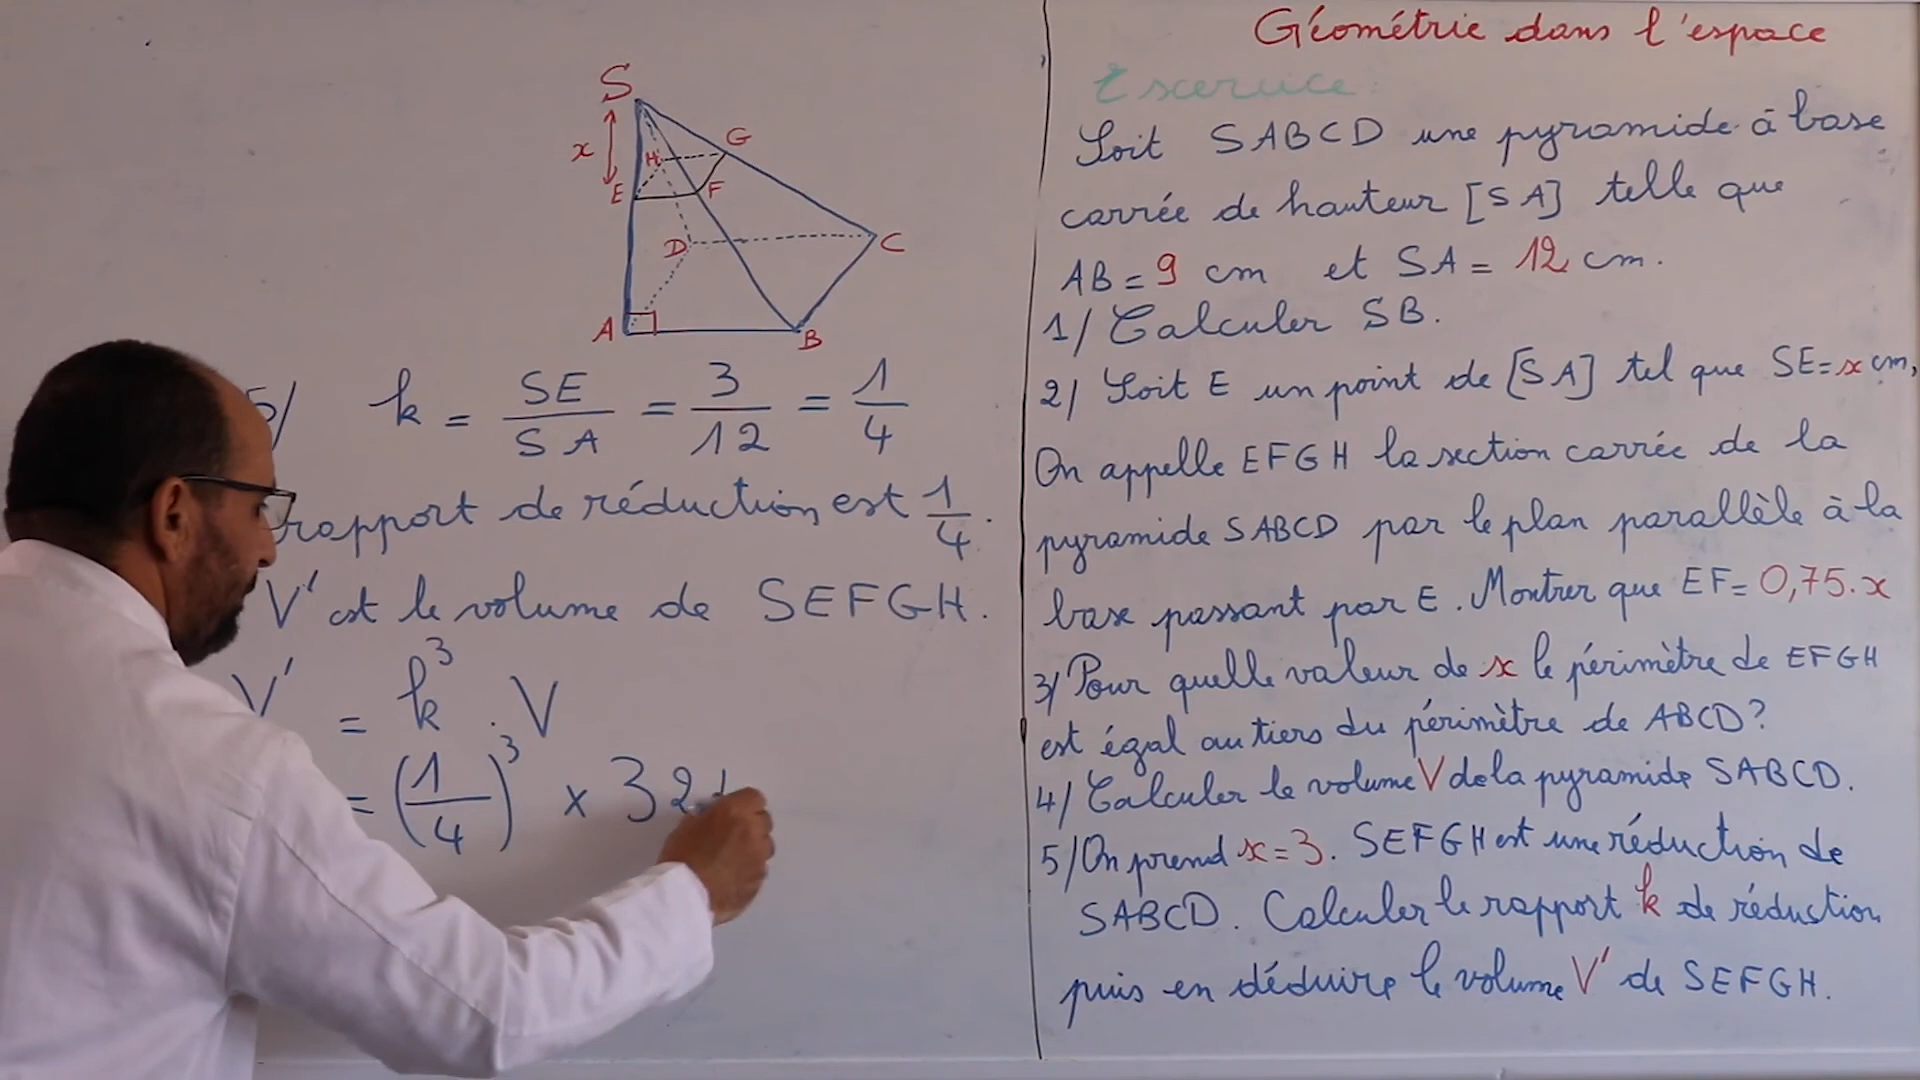 Géométrie dans l'espace
Exercice
Soit SABCD une pyramide à base
carrée de hauteur [SA] telle que
AB = 9 cm et SA = 12 cm.
1/ Calculer SB.
2/ Soit E un point de [SA] tel que SE = x cm,
On appelle EFGH la section carrée de la
pyramide SABCD par le plan parallèle à la
base passant par E. Montrer que EF = 0,75.x
3/ Pour quelle valeur de x le périmètre de EFGH
est égal au tiers du périmètre de ABCD?
4/ Calculer le volume V de la pyramide SABCD.
5/ On prend x = 3. SEFGH est une réduction de
SABCD. Calculer le rapport k de réduction
puis en déduire le volume V' de SEFGH.
S
x
G
H
E
F
D
C
A
B
5/ k = SE/SA = 3/12 = 1/4
rapport de réduction est 1/4.
V' est le volume de SEFGH.
V' = k³ . V
= (1/4)³ × 32